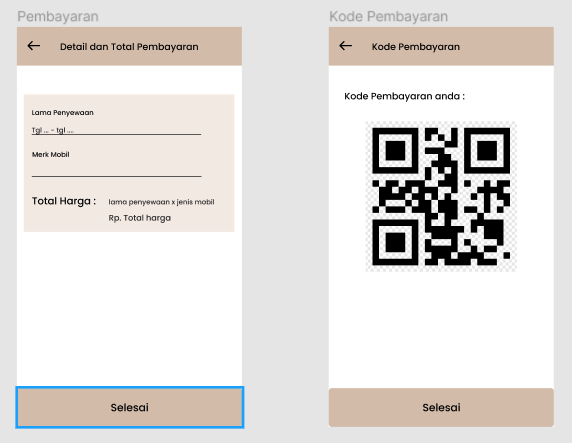 Pembayaran
Detail dan Total Pembayaran
Lama Penyewaan
Tgl ... - tgl ....
Merk Mobil
Total Harga :
lama penyewaan x jenis mobil
Rp. Total harga
Selesai
Kode Pembayaran
Kode Pembayaran
Kode Pembayaran anda :
Selesai